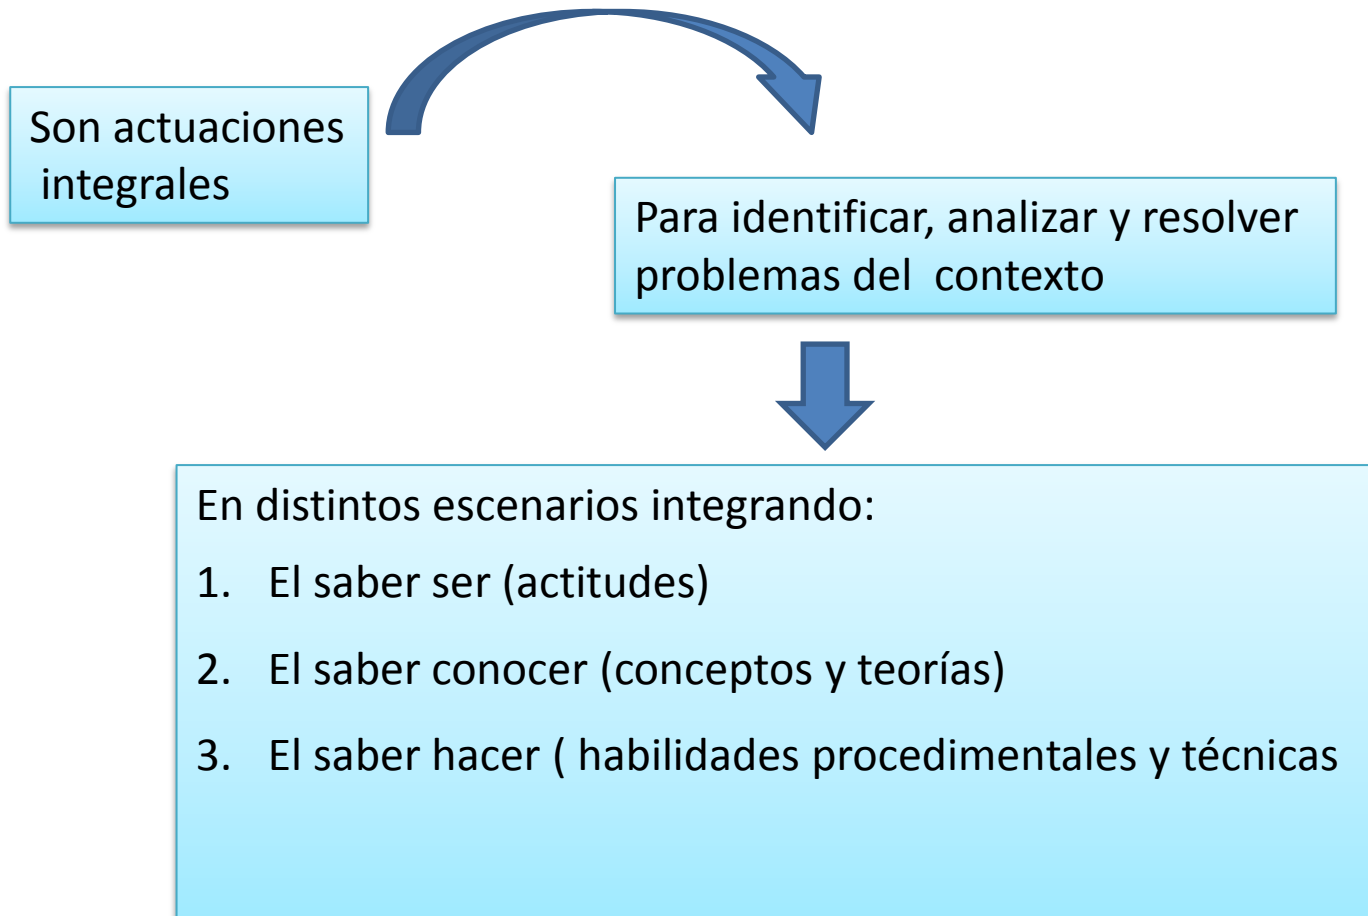 Son actuaciones
integrales
Para identificar, analizar y resolver
problemas del contexto
En distintos escenarios integrando:
1. El saber ser (actitudes)
2. El saber conocer (conceptos y teorías)
3. El saber hacer ( habilidades procedimentales y técnicas